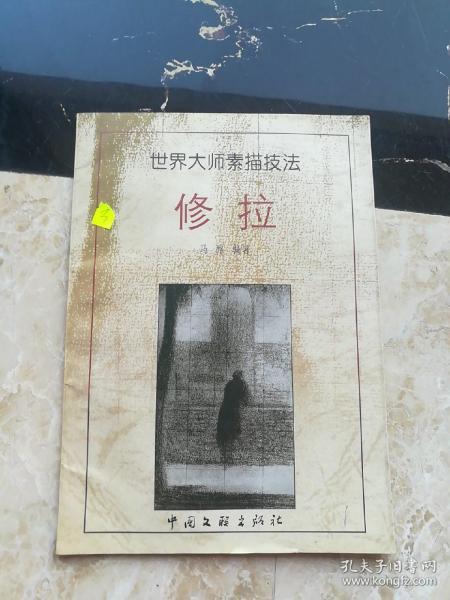 世界大师素描技法
修拉
马 编著
中国文联出版社
孔夫子旧书网
www.kongfz.com